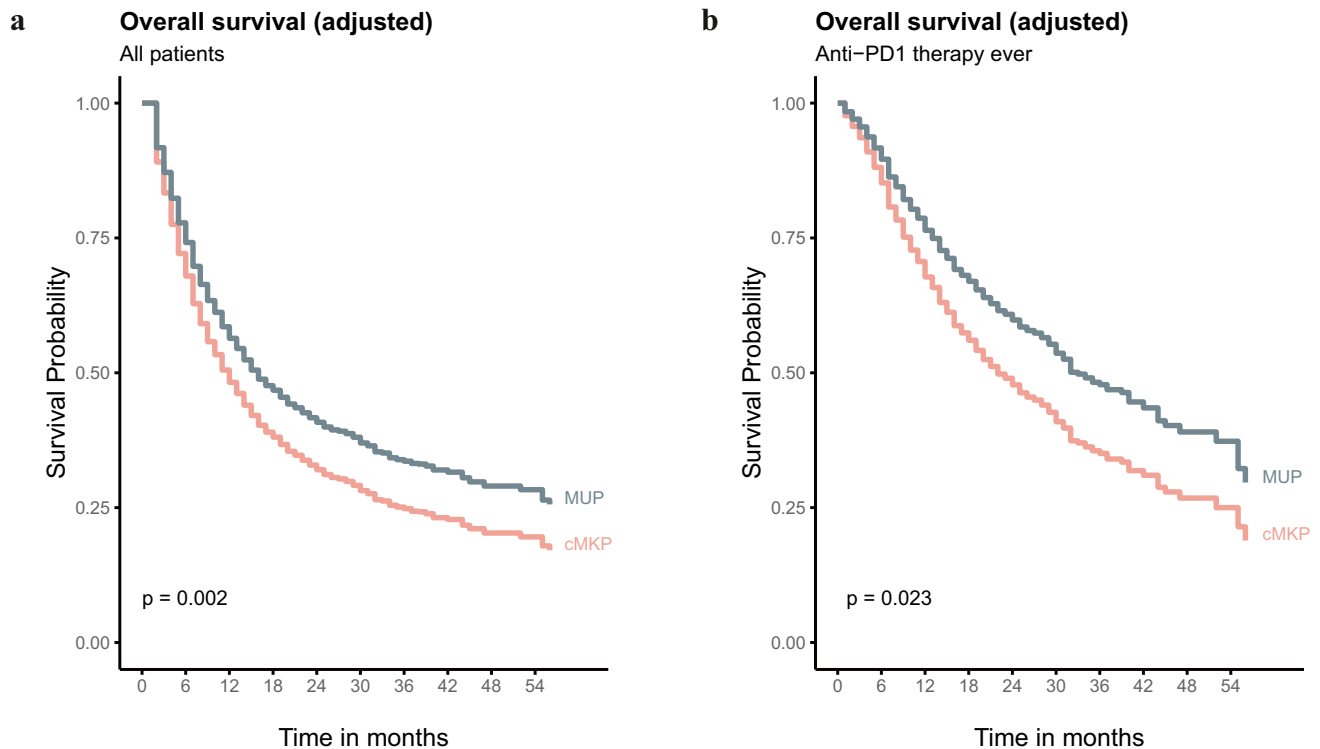 a
Overall survival (adjusted)
All patients
Survival Probability
1.00
0.75
0.50
0.25
0.00
MUP
cMKP
p = 0.002
0 6 12 18 24 30 36 42 48 54
Time in months
b
Overall survival (adjusted)
Anti−PD1 therapy ever
Survival Probability
1.00
0.75
0.50
0.25
0.00
MUP
cMKP
p = 0.023
0 6 12 18 24 30 36 42 48 54
Time in months